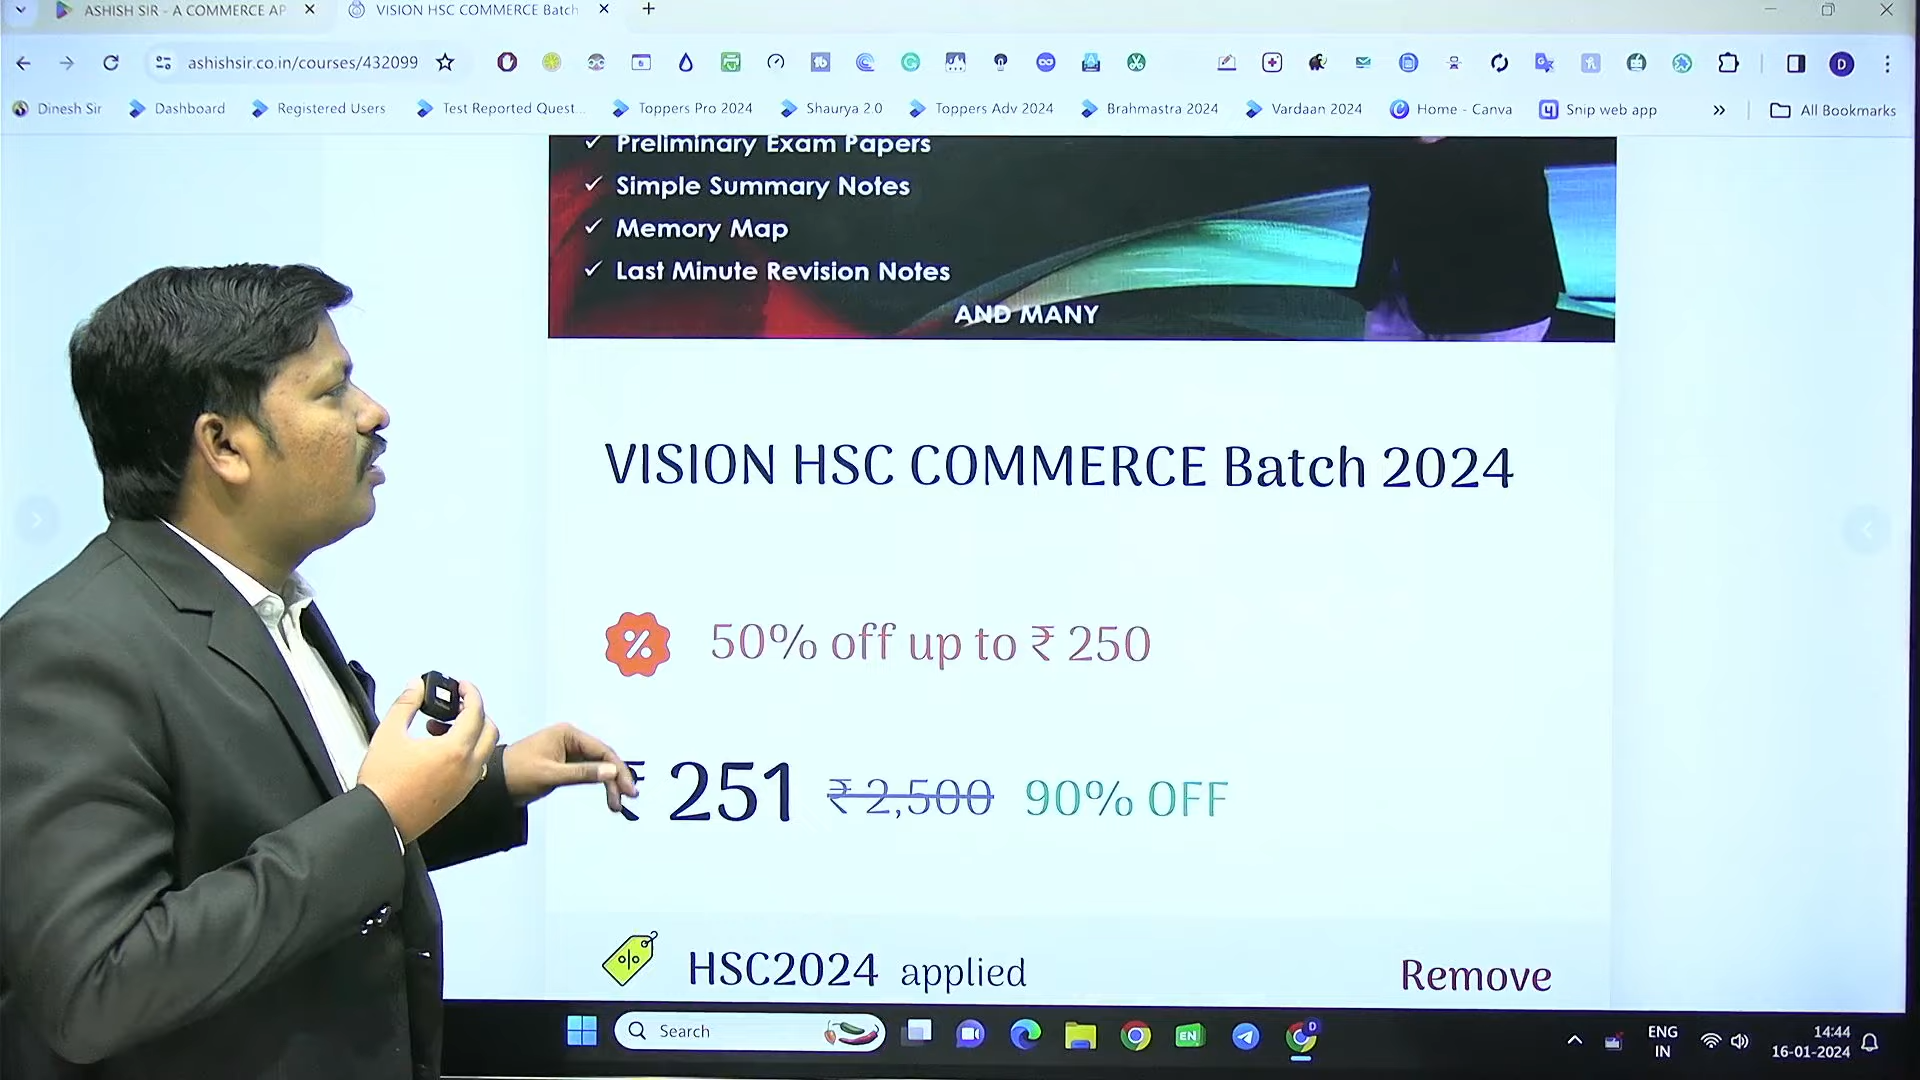 ASHISH SIR - A COMMERCE AP
VISION HSC COMMERCE Batch
ashishsir.co.in/courses/432099
Dinesh Sir
Dashboard
Registered Users
Test Reported Quest...
Toppers Pro 2024
Shaurya 2.0
Toppers Adv 2024
Brahmastra 2024
Vardaan 2024
Home - Canva
Snip web app
All Bookmarks
✓ Preliminary Exam Papers
✓ Simple Summary Notes
✓ Memory Map
✓ Last Minute Revision Notes
AND MANY
VISION HSC COMMERCE Batch 2024
% 50% off up to ₹ 250
₹ 251 ₹ 2,500 90% OFF
HSC2024 applied Remove
Search
EN
D
ENG
IN
14:44
16-01-2024